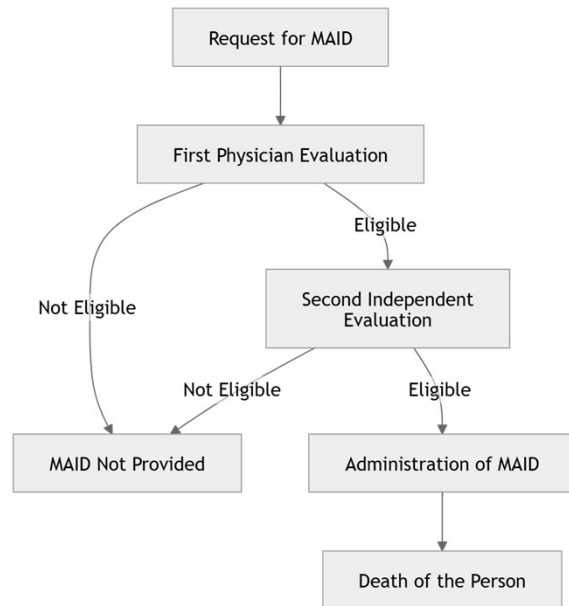 Request for MAID
First Physician Evaluation
Eligible
Not Eligible
Second Independent
Evaluation
Not Eligible
Eligible
MAID Not Provided
Administration of MAID
Death of the Person